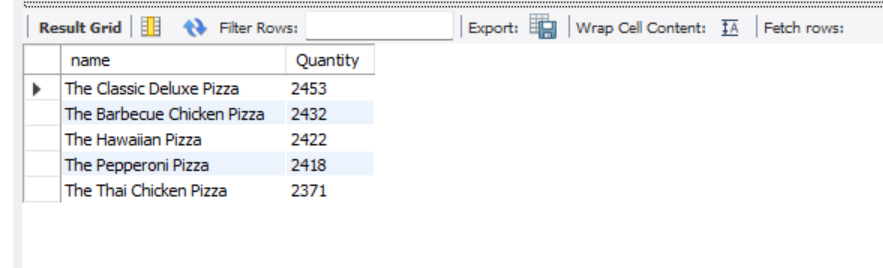 Result Grid Filter Rows: Export: Wrap Cell Content: IA Fetch rows:
name Quantity
The Classic Deluxe Pizza 2453
The Barbecue Chicken Pizza 2432
The Hawaiian Pizza 2422
The Pepperoni Pizza 2418
The Thai Chicken Pizza 2371